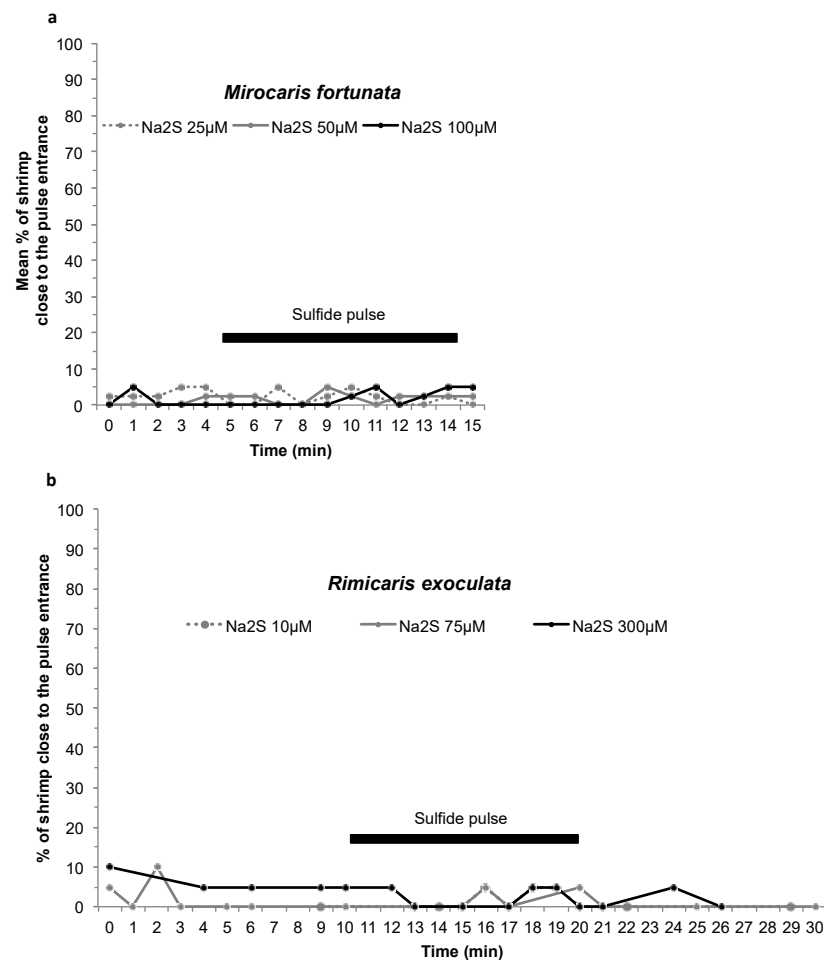 a
100
Mirocaris fortunata
Na2S 25µM Na2S 50µM Na2S 100µM
90
80
70
60
50
40
30
20
10
0
Mean % of shrimp
close to the pulse entrance
Sulfide pulse
0 1 2 3 4 5 6 7 8 9 10 11 12 13 14 15
Time (min)
b
100
90
80
70
60
50
40
30
20
10
0
% of shrimp close to the pulse entrance
Rimicaris exoculata
Na2S 10µM Na2S 75µM Na2S 300µM
Sulfide pulse
0 1 2 3 4 5 6 7 8 9 10 11 12 13 14 15 16 17 18 19 20 21 22 23 24 25 26 27 28 29 30
Time (min)